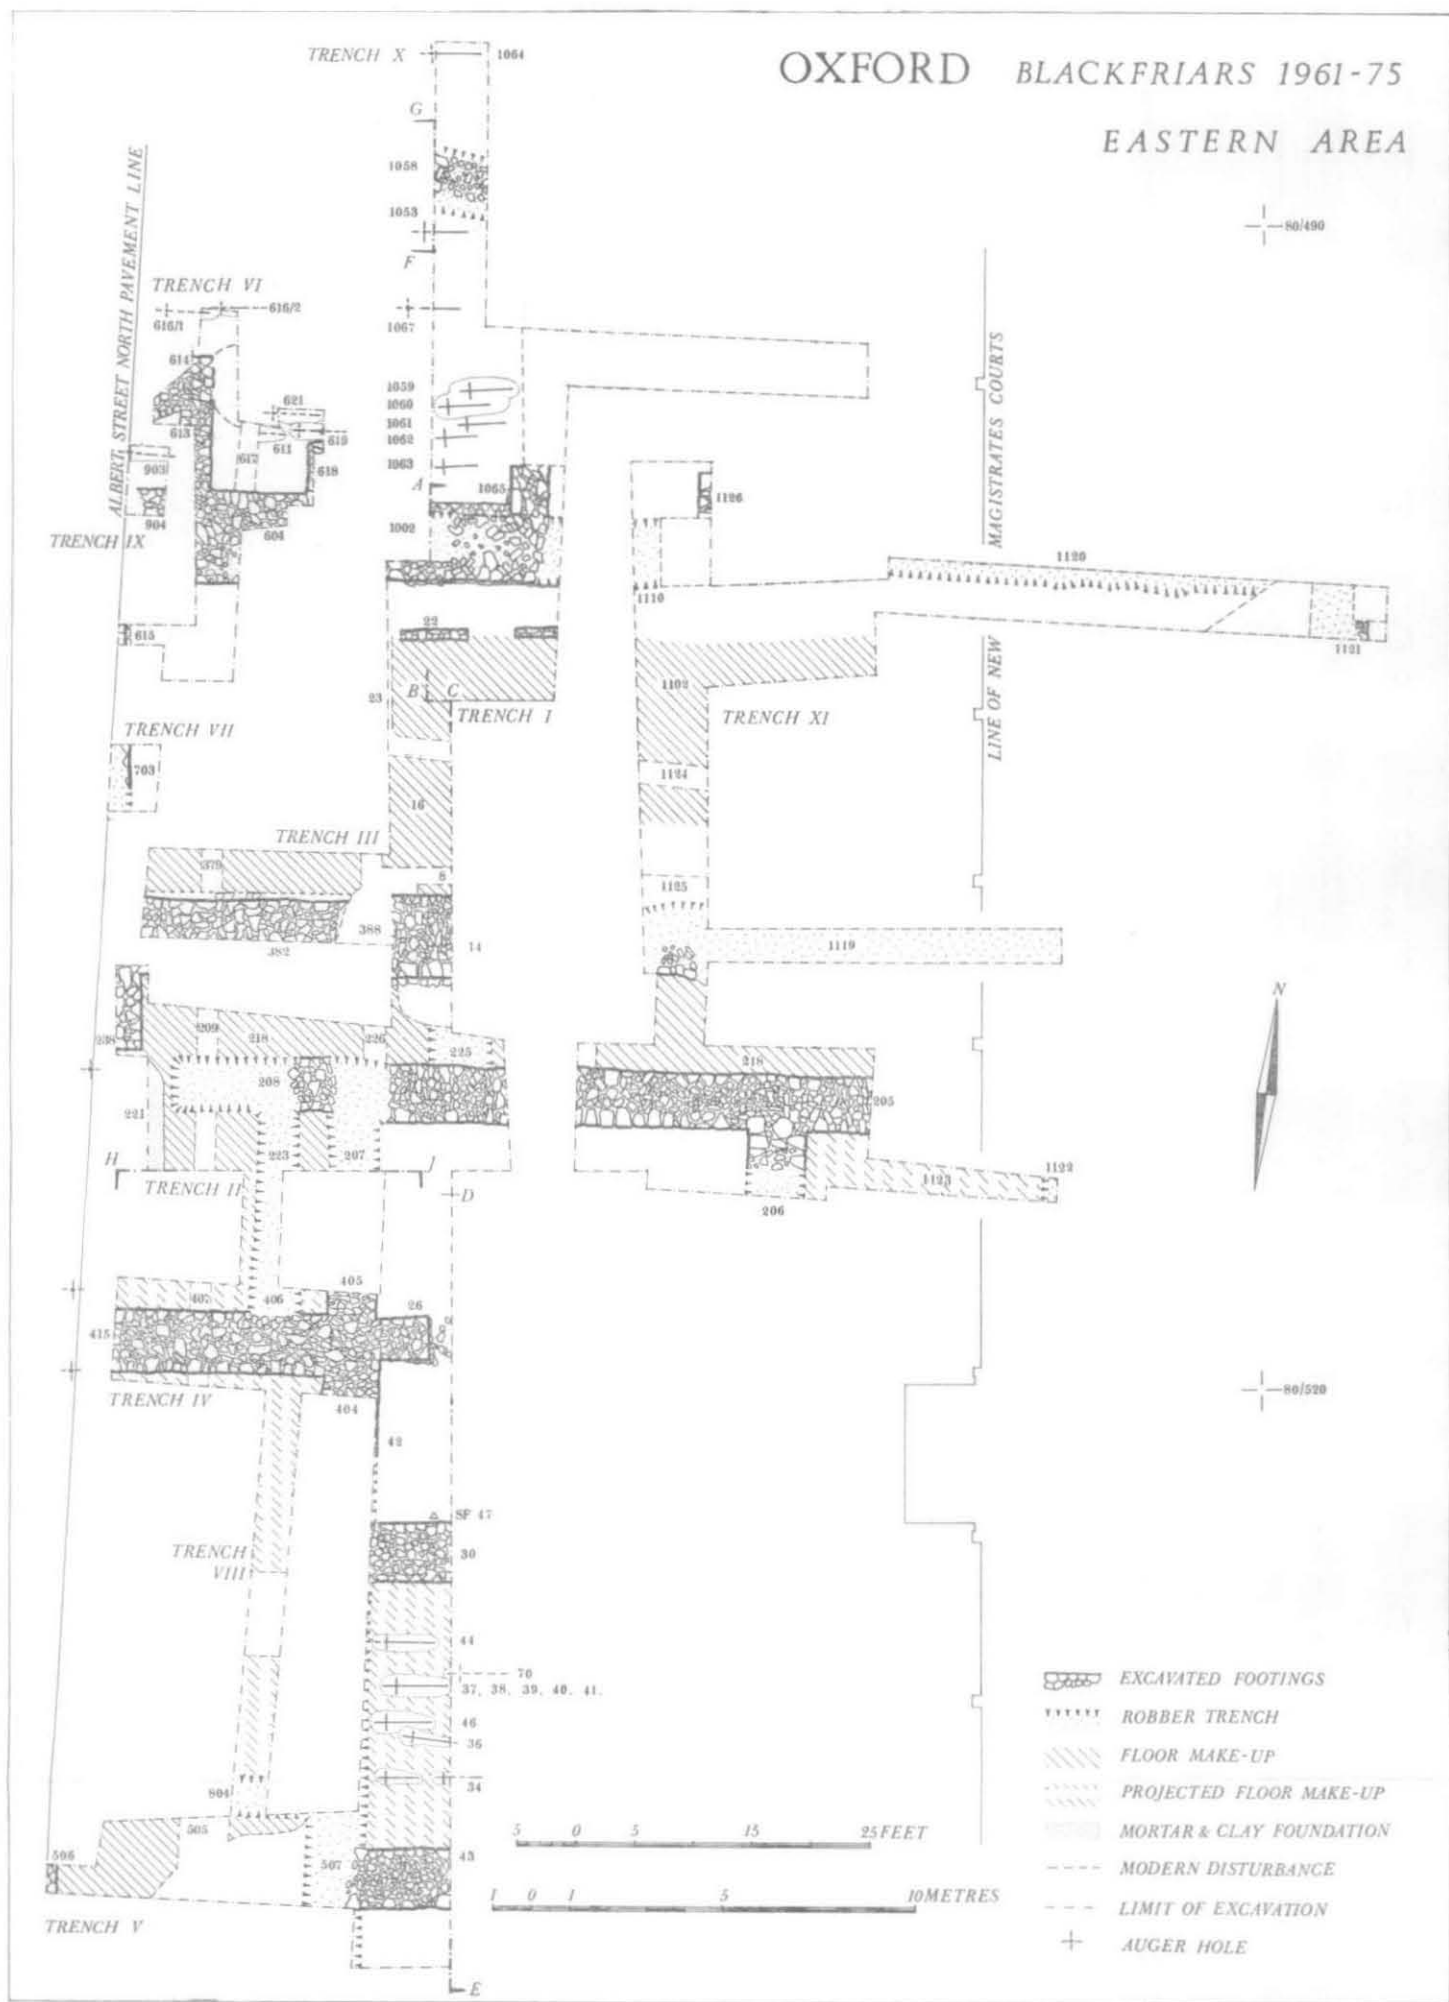 OXFORD BLACKFRIARS 1961-75
EASTERN AREA
TRENCH X
1064
G
1058
1053
F
80/490
ALBERT STREET NORTH PAVEMENT LINE
TRENCH VI
616/1
616/2
1067
614
1059
621
1060
613
611
619
1061
617
1062
618
903
1063
A
1065
1126
904
1002
604
TRENCH IX
MAGISTRATES COURTS
1120
1110
22
615
1121
1102
B
C
23
TRENCH I
TRENCH XI
LINE OF NEW
TRENCH VII
703
1124
16
TRENCH III
379
8
1125
388
14
382
1119
N
238
209
218
226
225
218
208
205
221
H
223
207
I
1122
TRENCH II
D
1123
206
405
407
406
26
415
TRENCH IV
404
80/520
42
SF 47
30
TRENCH
VIII
44
70
37, 38, 39, 40, 41.
46
36
34
804
505
506
507
43
TRENCH V
E
5 0 5 15 25 FEET
1 0 1 5 10 METRES
EXCAVATED FOOTINGS
ROBBER TRENCH
FLOOR MAKE-UP
PROJECTED FLOOR MAKE-UP
MORTAR & CLAY FOUNDATION
MODERN DISTURBANCE
LIMIT OF EXCAVATION
AUGER HOLE